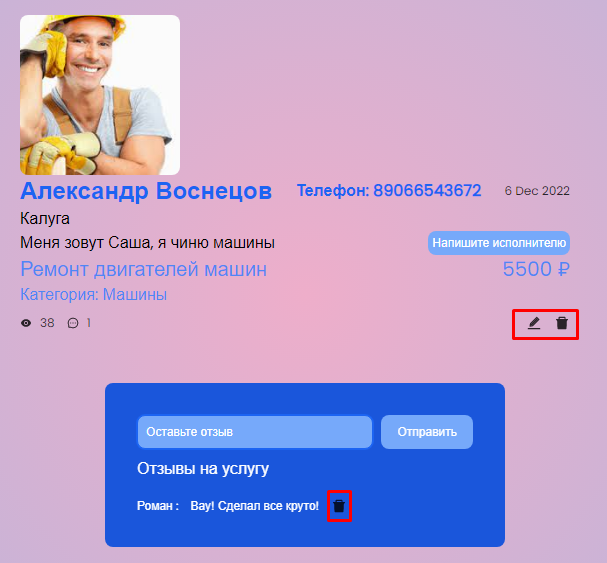 Александр Воснецов Телефон: 89066543672 6 Dec 2022
Калуга
Меня зовут Саша, я чиню машины Напишите исполнителю
Ремонт двигателей машин 5500 ₽
Категория: Машины
38 1
Оставьте отзыв Отправить
Отзывы на услугу
Роман : Вау! Сделал все круто!